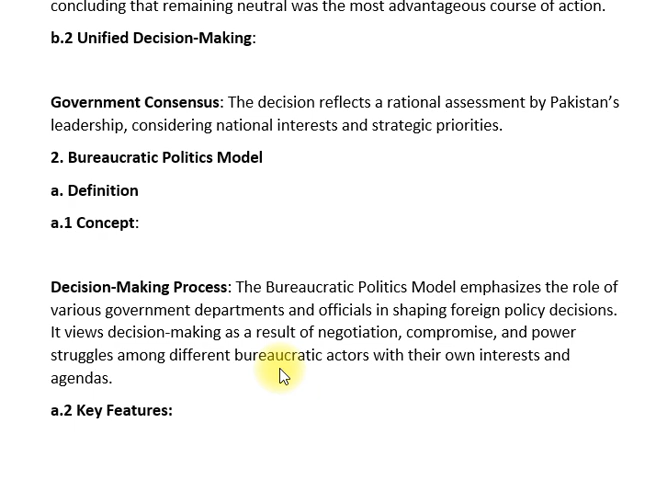 concluding that remaining neutral was the most advantageous course of action.
b.2 Unified Decision-Making:
Government Consensus: The decision reflects a rational assessment by Pakistan’s
leadership, considering national interests and strategic priorities.
2. Bureaucratic Politics Model
a. Definition
a.1 Concept:
Decision-Making Process: The Bureaucratic Politics Model emphasizes the role of
various government departments and officials in shaping foreign policy decisions.
It views decision-making as a result of negotiation, compromise, and power
struggles among different bureaucratic actors with their own interests and
agendas.
a.2 Key Features: